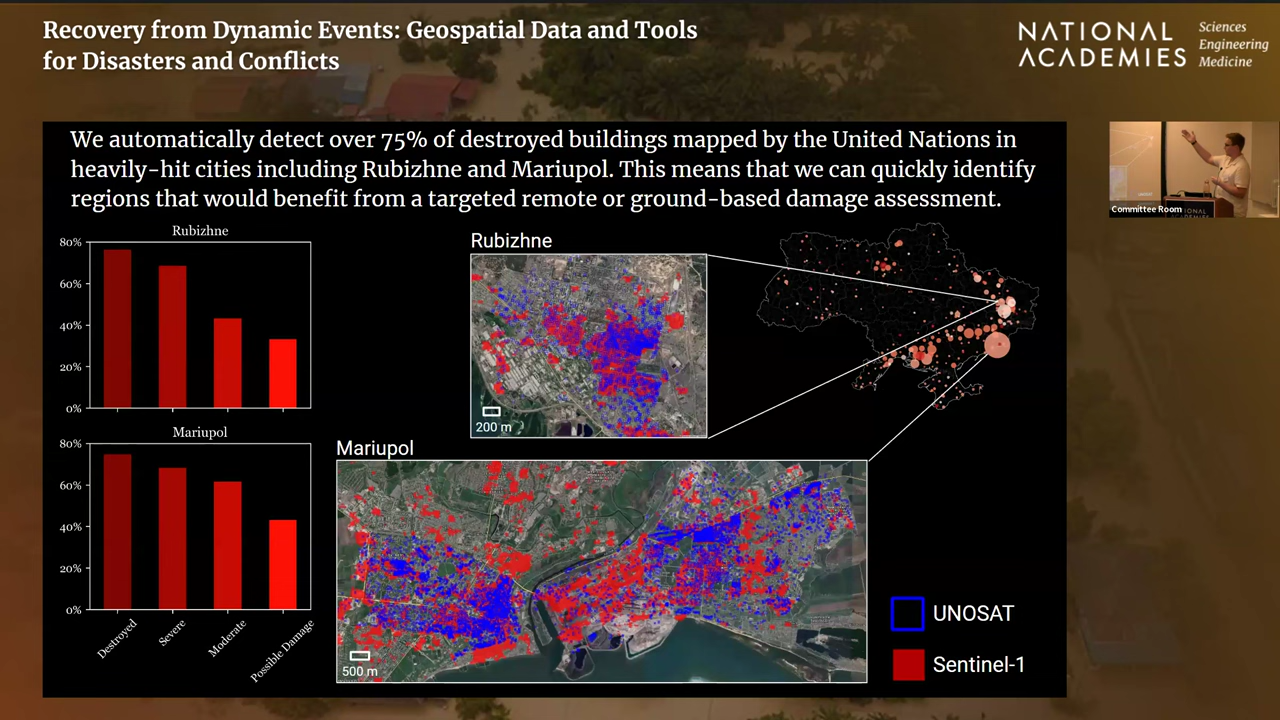 Recovery from Dynamic Events: Geospatial Data and Tools
for Disasters and Conflicts
NATIONAL
ACADEMIES
Sciences
Engineering
Medicine
We automatically detect over 75% of destroyed buildings mapped by the United Nations in
heavily-hit cities including Rubizhne and Mariupol. This means that we can quickly identify
regions that would benefit from a targeted remote or ground-based damage assessment.
Rubizhne
80%
60%
40%
20%
0%
Mariupol
80%
60%
40%
20%
0%
Destroyed
Severe
Moderate
Possible Damage
Rubizhne
200 m
Mariupol
500 m
UNOSAT
Sentinel-1
Committee Room
NATIONAL